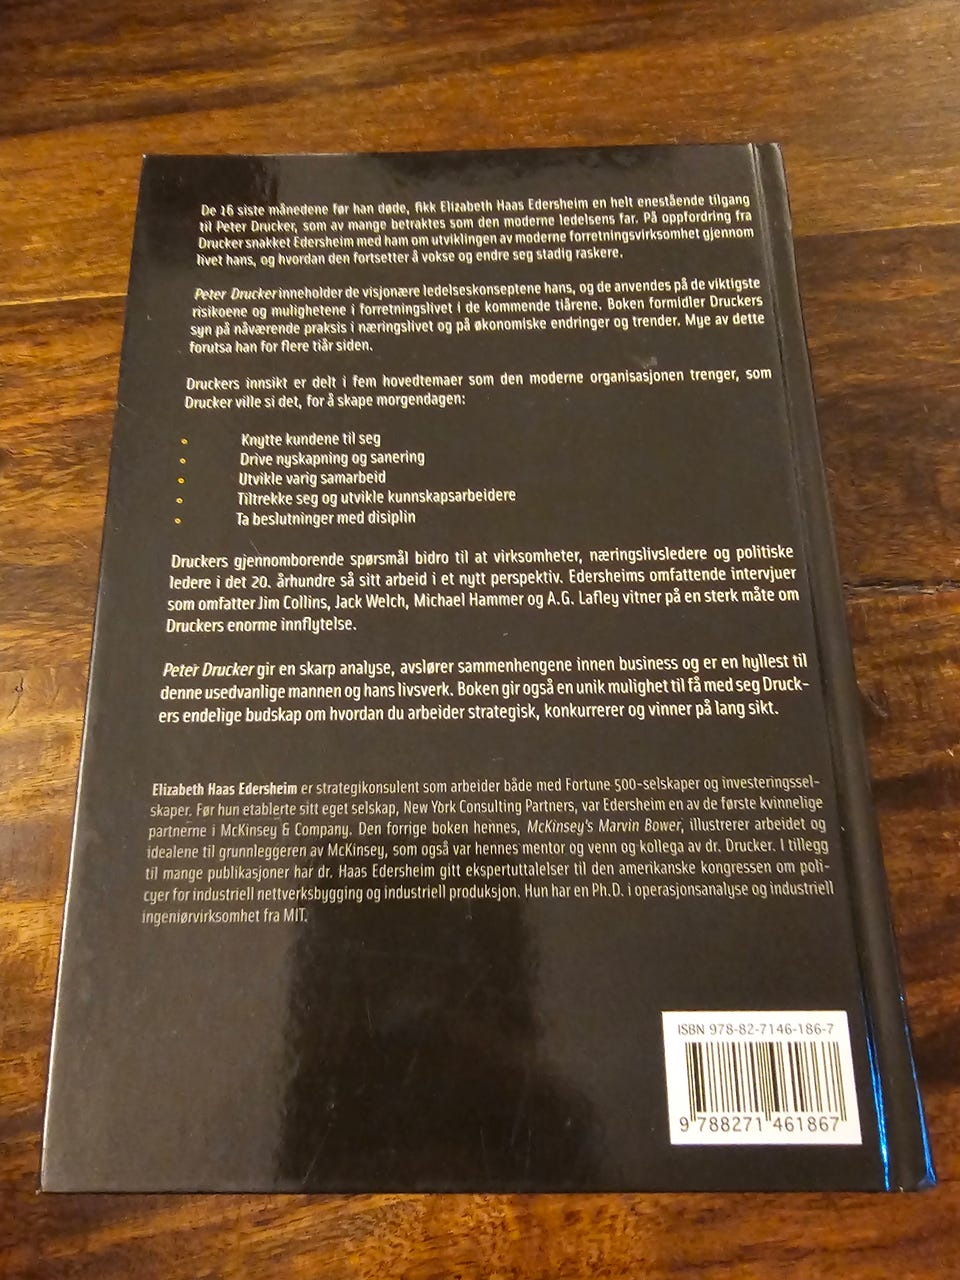 De 16 siste månedene før han døde, fikk Elizabeth Haas Edersheim en helt enestående tilgang
til Peter Drucker, som av mange betraktes som den moderne ledelsens far. På oppfordring fra
Drucker snakket Edersheim med ham om utviklingen av moderne forretningsvirksomhet gjennom
livet hans, og hvordan den fortsetter å vokse og endre seg stadig raskere.
Peter Drucker inneholder de visjonære ledelseskonseptene hans, og de anvendes på de viktigste
risikoene og mulighetene i forretningslivet i de kommende tiårene. Boken formidler Druckers
syn på nåværende praksis i næringslivet og på økonomiske endringer og trender. Mye av dette
forutsa han for flere tiår siden.
Druckers innsikt er delt i fem hovedtemaer som den moderne organisasjonen trenger, som
Drucker ville si det, for å skape morgendagen:
• Knytte kundene til seg
• Drive nyskapning og sanering
• Utvikle varig samarbeid
• Tiltrekke seg og utvikle kunnskapsarbeidere
• Ta beslutninger med disiplin
Druckers gjennomborende spørsmål bidro til at virksomheter, næringslivsledere og politiske
ledere i det 20. århundre så sitt arbeid i et nytt perspektiv. Edersheims omfattende intervjuer
som omfatter Jim Collins, Jack Welch, Michael Hammer og A.G. Lafley vitner på en sterk måte om
Druckers enorme innflytelse.
Peter Drucker gir en skarp analyse, avslører sammenhengene innen business og er en hyllest til
denne usedvanlige mannen og hans livsverk. Boken gir også en unik mulighet til få med seg Druck-
ers endelige budskap om hvordan du arbeider strategisk, konkurrerer og vinner på lang sikt.
Elizabeth Haas Edersheim er strategikonsulent som arbeider både med Fortune 500-selskaper og investeringssel-
skaper. Før hun etablerte sitt eget selskap, New York Consulting Partners, var Edersheim en av de første kvinnelige
partnerne i McKinsey & Company. Den forrige boken hennes, McKinsey's Marvin Bower, illustrerer arbeidet og
idealene til grunnleggeren av McKinsey, som også var hennes mentor og venn og kollega av dr. Drucker. I tillegg
til mange publikasjoner har dr. Haas Edersheim gitt ekspertuttalelser til den amerikanske kongressen om poli-
cyer for industriell nettverksbygging og industriell produksjon. Hun har en Ph.D. i operasjonsanalyse og industriell
ingeniørvirksomhet fra MIT.
ISBN 978-82-7146-186-7
9 788271 461867